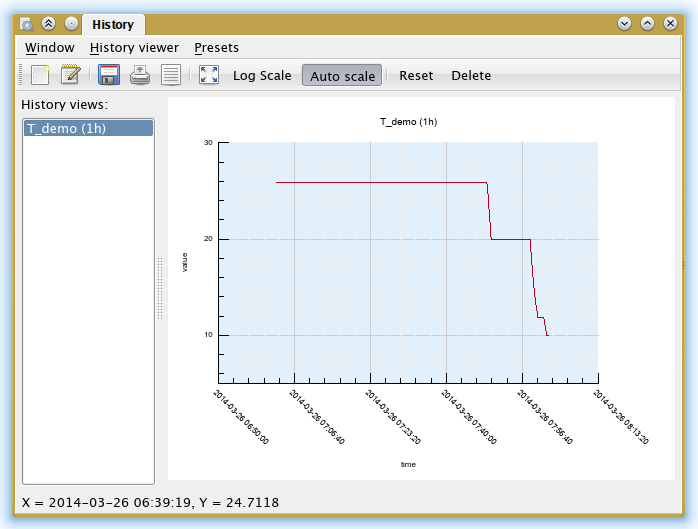 History
Window History viewer Presets
Log Scale Auto scale Reset Delete
History views:
T_demo (1h)
T_demo (1h)
30
20
10
value
2014-03-26 06:50:00
2014-03-26 07:06:40
2014-03-26 07:23:20
2014-03-26 07:40:00
2014-03-26 07:56:40
2014-03-26 08:13:20
time
X = 2014-03-26 06:39:19, Y = 24.7118